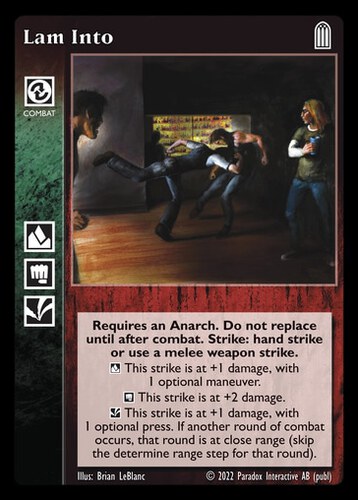 Lam Into
COMBAT
Requires an Anarch. Do not replace
until after combat. Strike: hand strike
or use a melee weapon strike.
This strike is at +1 damage, with
1 optional maneuver.
This strike is at +2 damage.
This strike is at +1 damage, with
1 optional press. If another round of combat
occurs, that round is at close range (skip
the determine range step for that round).
Illus: Brian LeBlanc © 2022 Paradox Interactive AB (publ)